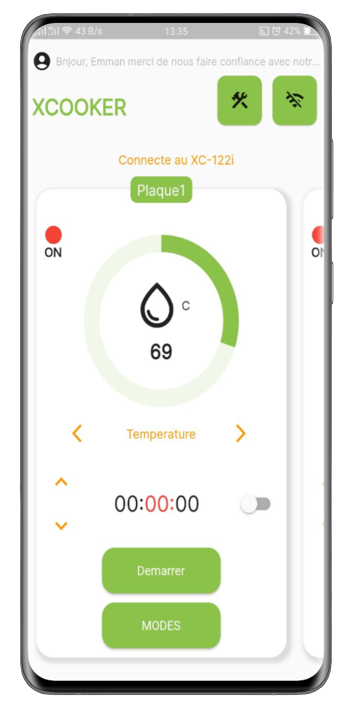 43 B/s 13:35 42%
Bnjour, Emman merci de nous faire confiance avec notr...
XCOOKER
Connecte au XC-122i
Plaque1
ON
C
69
Temperature
00:00:00
Demarrer
MODES